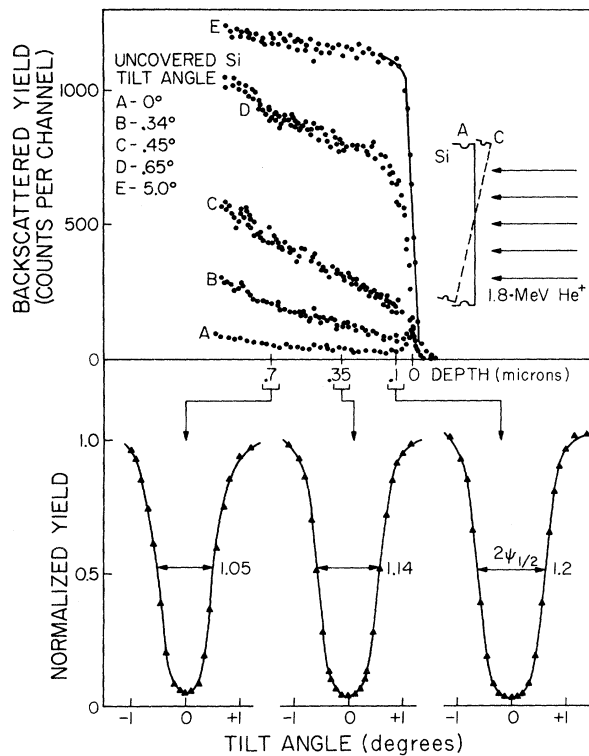 BACKSCATTERED YIELD
(COUNTS PER CHANNEL)
1000
500
0
UNCOVERED Si
TILT ANGLE
A - 0°
B - .34°
C - .45°
D - .65°
E - 5.0°
E
D
C
B
A
A C
Si
1.8-MeV He+
.7 .35 .1 0 DEPTH (microns)
NORMALIZED YIELD
1.0
0.5
0
1.05
1.14
2ψ1/2 1.2
-1 0 +1
-1 0 +1
-1 0 +1
TILT ANGLE (degrees)